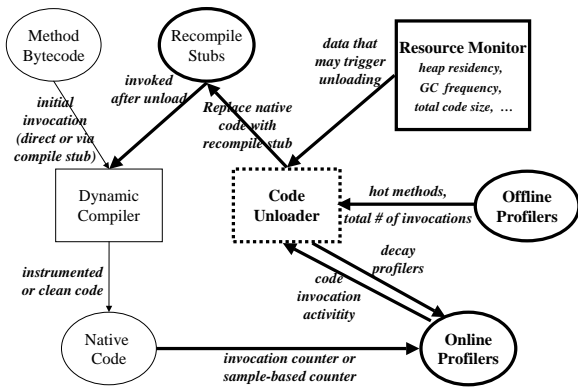 Method
Bytecode
Recompile
Stubs
data that
may trigger
unloading
Resource Monitor
heap residency,
GC frequency,
total code size, …
invoked
after unload
initial
invocation
(direct or via
compile stub)
Replace native
code with
recompile stub
Dynamic
Compiler
Code
Unloader
hot methods,
total # of invocations
Offline
Profilers
instrumented
or clean code
code
invocation
activitity
decay
profilers
Native
Code
invocation counter or
sample-based counter
Online
Profilers